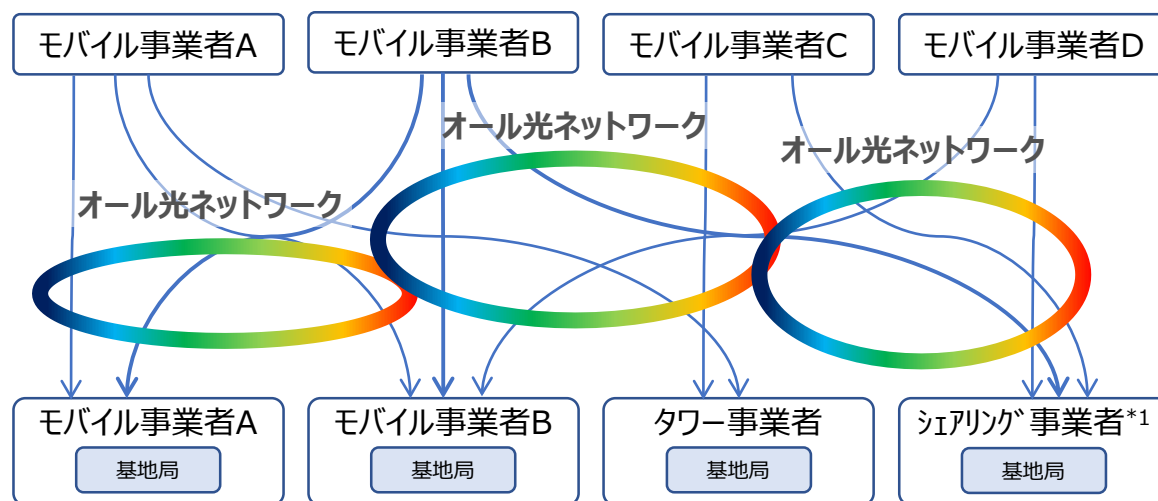 モバイル事業者A
モバイル事業者B
モバイル事業者C
モバイル事業者D
オール光ネットワーク
オール光ネットワーク
オール光ネットワーク
モバイル事業者A
基地局
モバイル事業者B
基地局
タワー事業者
基地局
ｼｪｱﾘﾝｸﾞ事業者*1
基地局